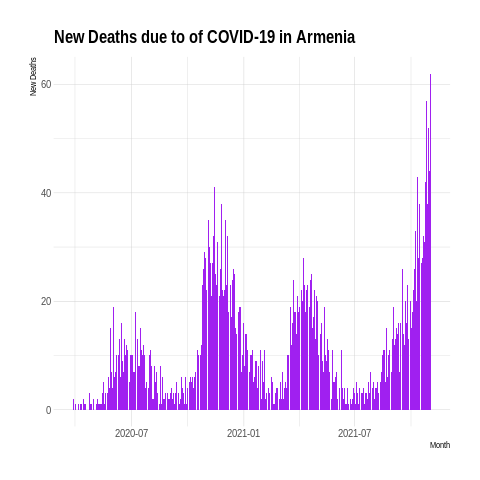 New Deaths due to of COVID-19 in Armenia
New Deaths
60
40
20
0
2020-07
2021-01
2021-07
Month